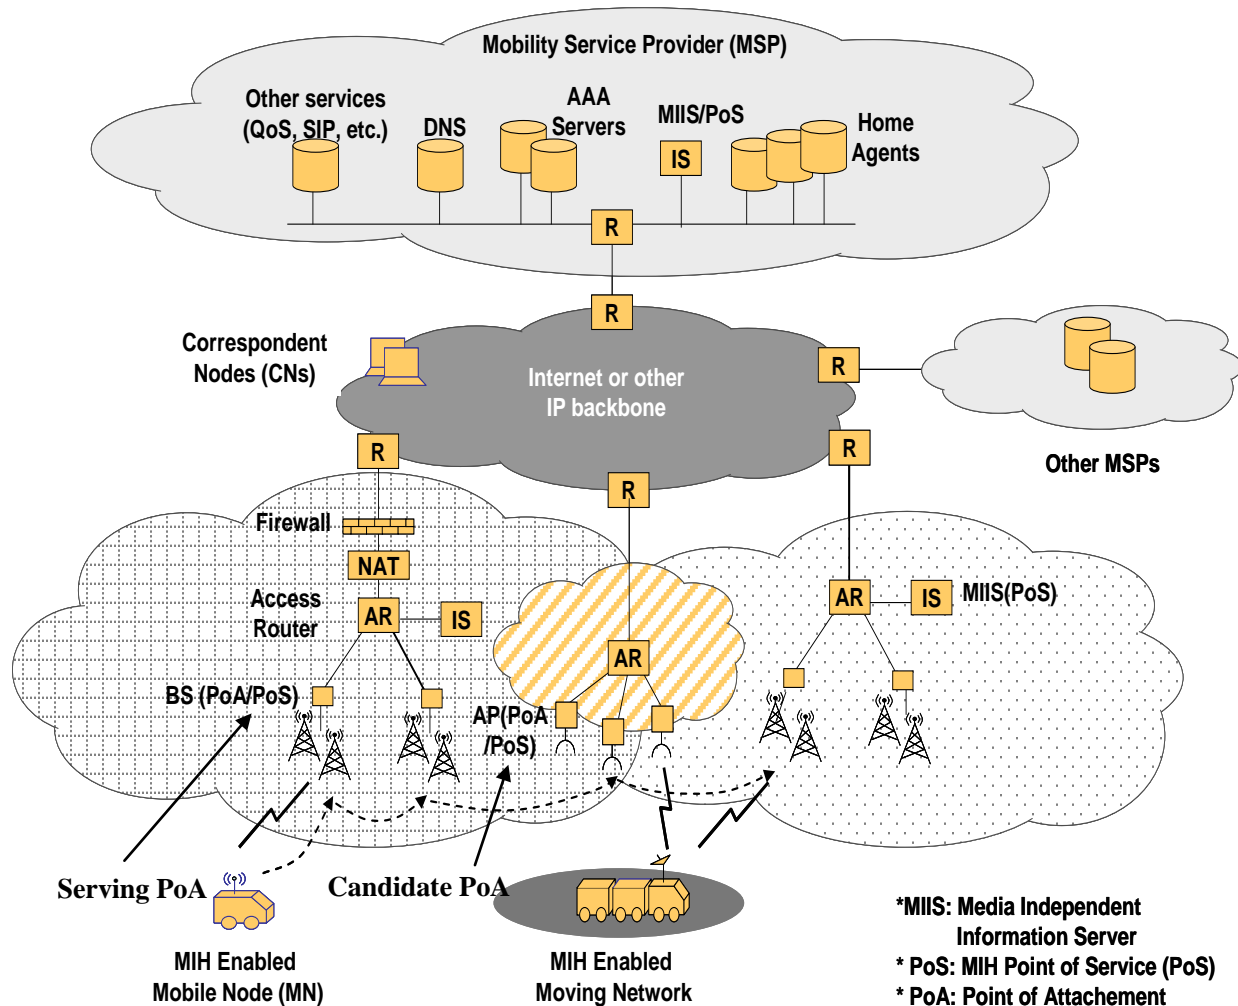 Mobility Service Provider (MSP)
Other services
(QoS, SIP, etc.)
DNS
AAA
Servers
MIIS/PoS
IS
Home
Agents
R
R
Correspondent
Nodes (CNs)
Internet or other
IP backbone
R
Other MSPs
R
R
R
Firewall
NAT
Access
Router
AR
IS
AR
AR
IS
MIIS(PoS)
BS (PoA/PoS)
AP(PoA
/PoS)
Serving PoA
Candidate PoA
MIH Enabled
Mobile Node (MN)
MIH Enabled
Moving Network
*MIIS: Media Independent
Information Server
* PoS: MIH Point of Service (PoS)
* PoA: Point of Attachement